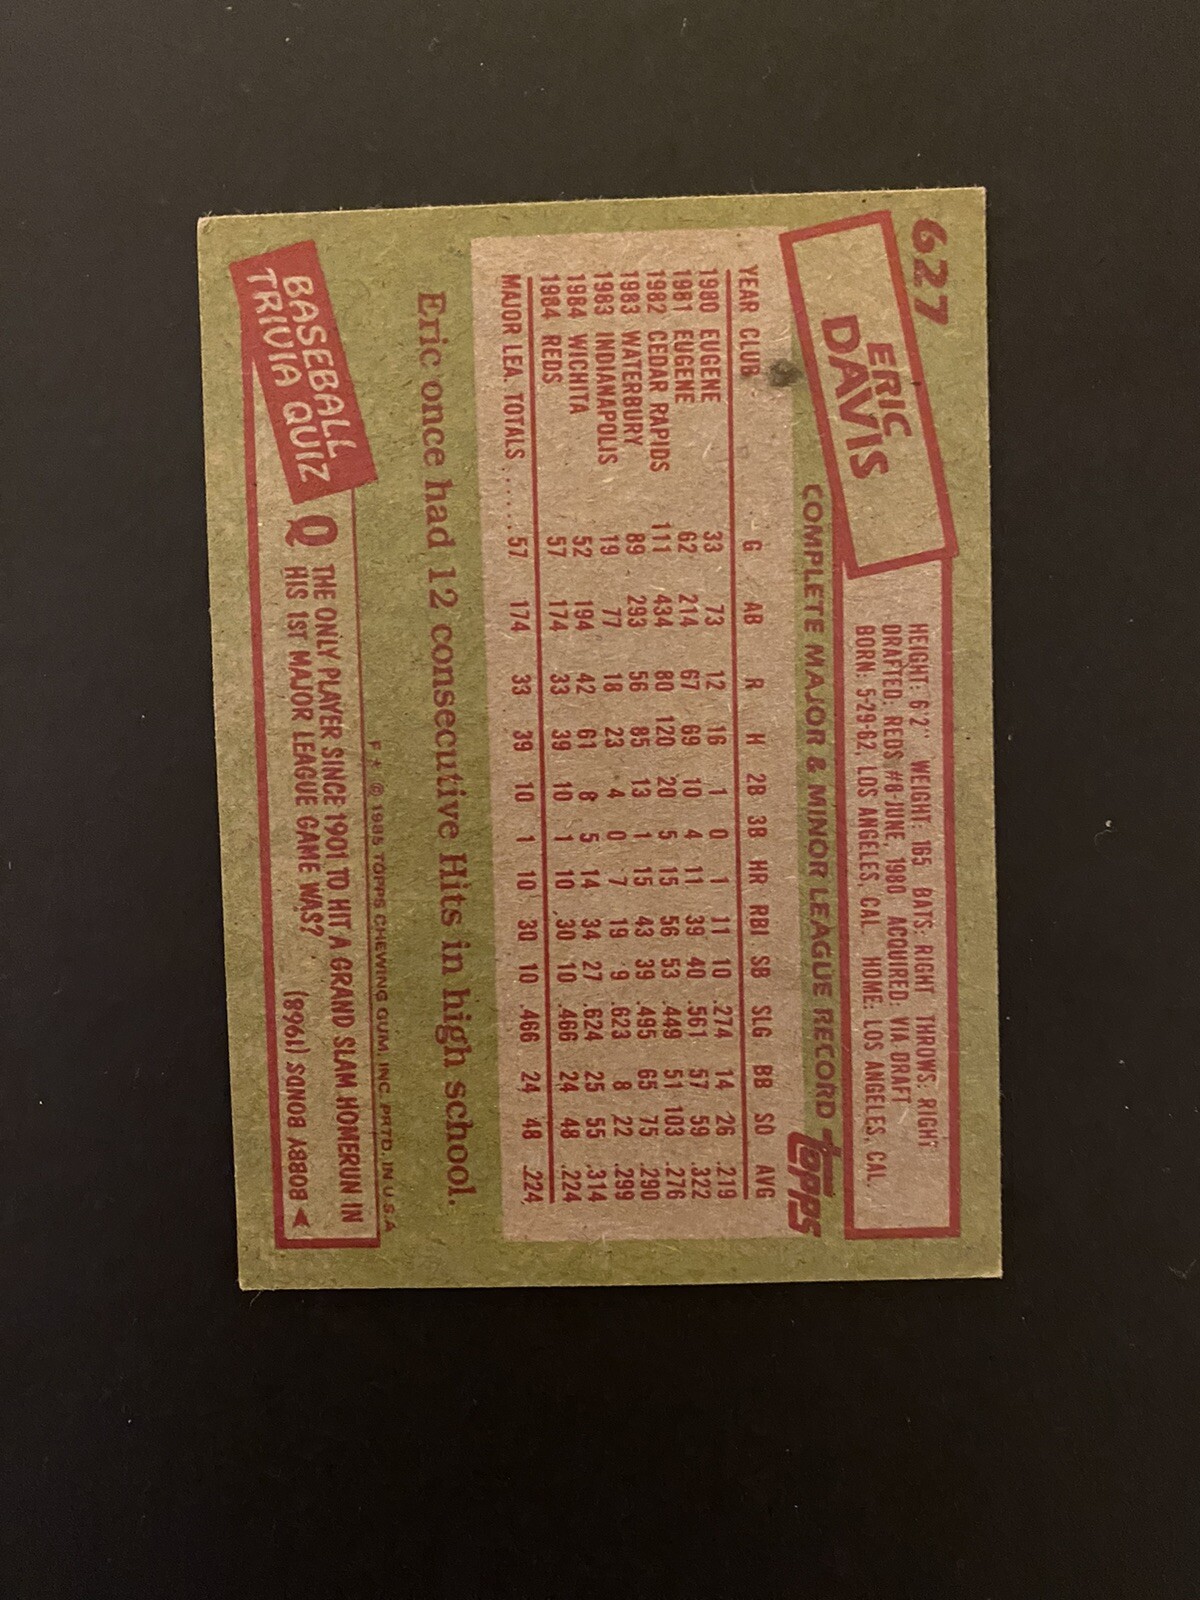 627
ERIC
DAVIS
HEIGHT: 6'2" WEIGHT: 165 BATS: RIGHT THROWS: RIGHT
DRAFTED: REDS #8-JUNE, 1980 ACQUIRED: VIA DRAFT
BORN: 5-29-62, LOS ANGELES, CAL. HOME: LOS ANGELES, CAL.
COMPLETE MAJOR & MINOR LEAGUE RECORD topps
YEAR CLUB G AB R H 2B 3B HR RBI SB SLG BB SO AVG
1980 EUGENE 33 73 12 16 1 0 1 11 10 .274 14 26 .219
1981 EUGENE 62 214 67 69 10 4 11 39 40 .561 57 59 .322
1982 CEDAR RAPIDS 111 434 80 120 20 5 15 56 53 .449 51 103 .276
1983 WATERBURY 89 293 56 85 13 1 15 43 39 .495 65 75 .290
1983 INDIANAPOLIS 19 77 18 23 4 0 7 19 9 .623 8 22 .299
1984 WICHITA 52 194 42 61 8 5 14 34 27 .624 25 55 .314
1984 REDS 57 174 33 39 10 1 10 30 10 .466 24 48 .224
MAJOR LEA. TOTALS ..... 57 174 33 39 10 1 10 30 10 .466 24 48 .224
Eric once had 12 consecutive Hits in high school.
F * © 1985 TOPPS CHEWING GUM, INC. PRTD. IN U.S.A
BASEBALL
TRIVIA QUIZ
Q THE ONLY PLAYER SINCE 1901 TO HIT A GRAND SLAM HOMERUN IN
HIS 1ST MAJOR LEAGUE GAME WAS?
◀ BOBBY BONDS (1968)